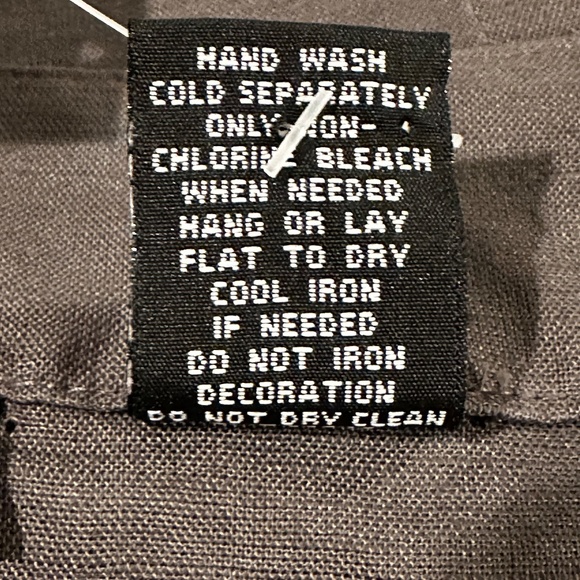 HAND WASH
COLD SEPARATELY
ONLY NON-
CHLORINE BLEACH
WHEN NEEDED
HANG OR LAY
FLAT TO DRY
COOL IRON
IF NEEDED
DO NOT IRON
DECORATION
DO NOT DRY CLEAN